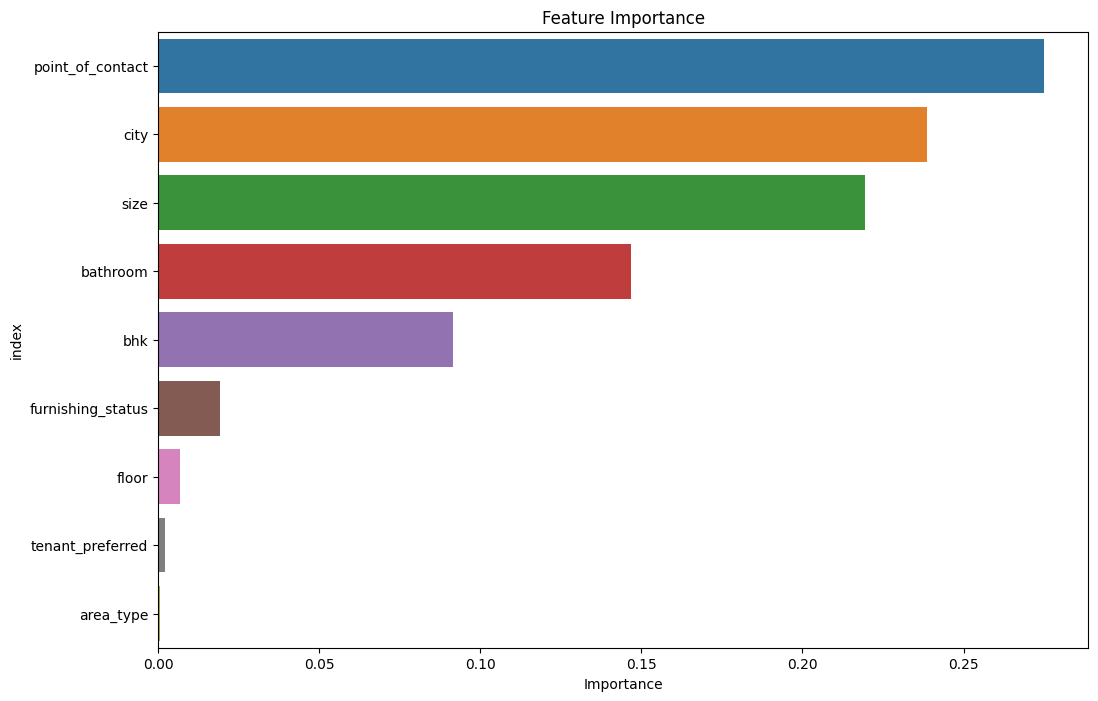 Feature Importance
point_of_contact
city
size
bathroom
bhk
furnishing_status
floor
tenant_preferred
area_type
index
0.00 0.05 0.10 0.15 0.20 0.25
Importance